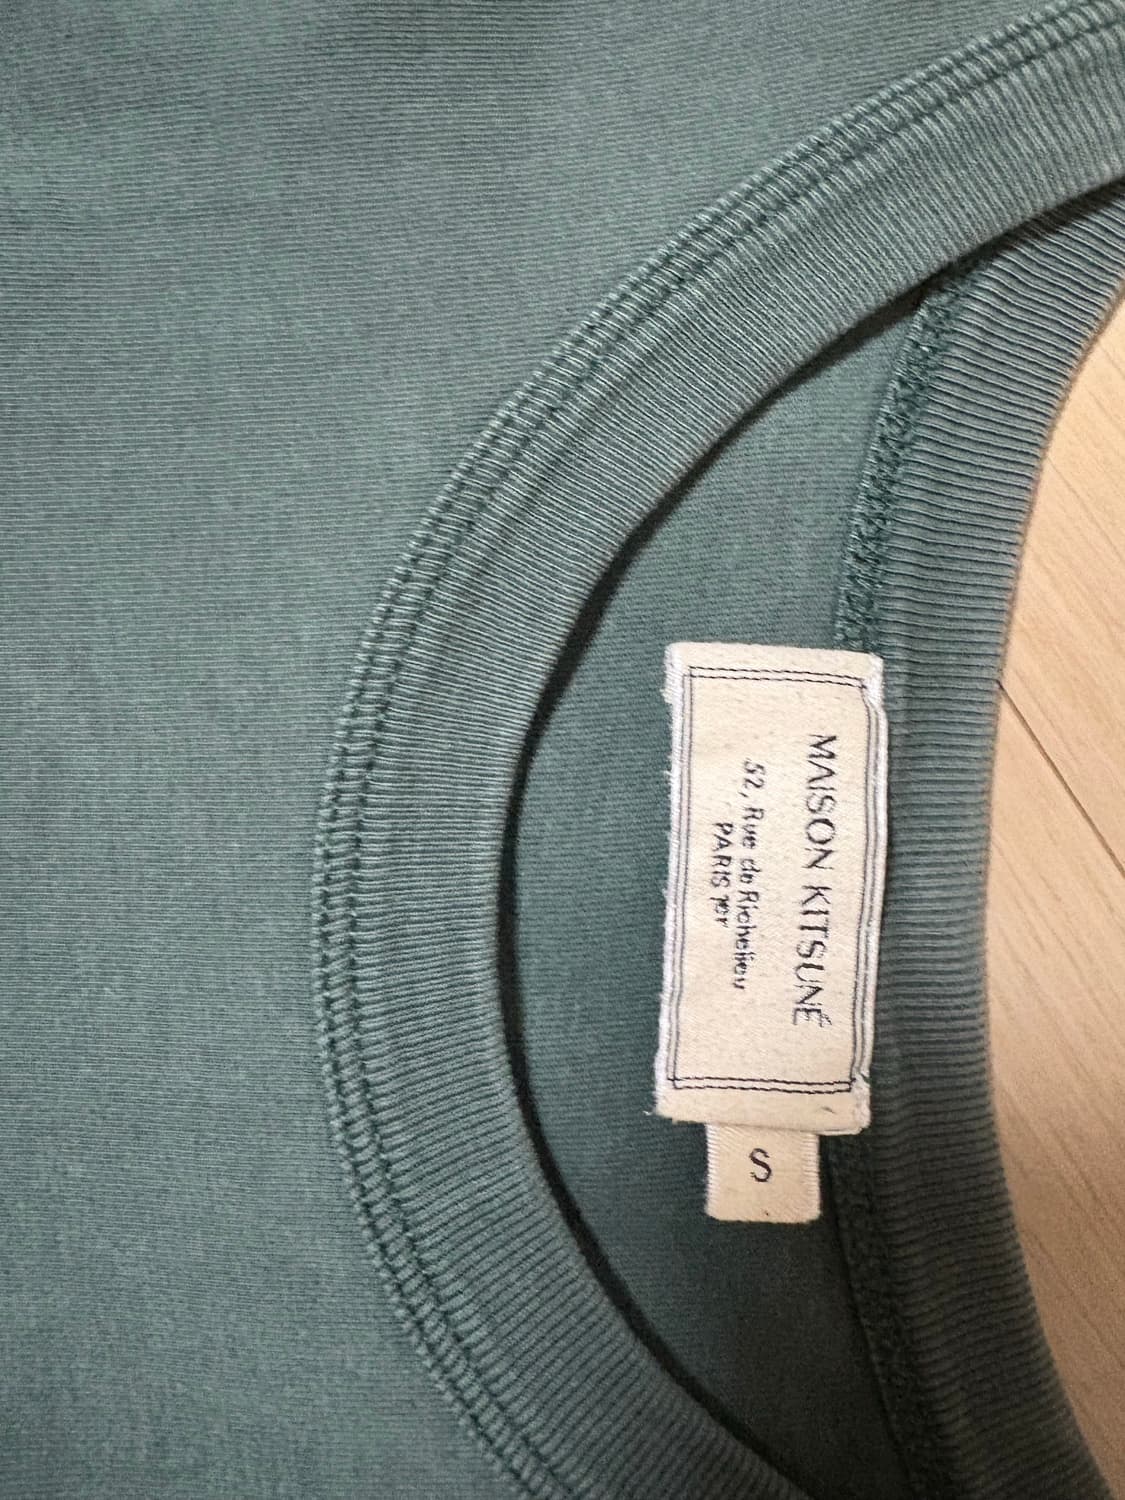 MAISON KITSUNÉ
52, Rue de Richelieu
PARIS 1er
S